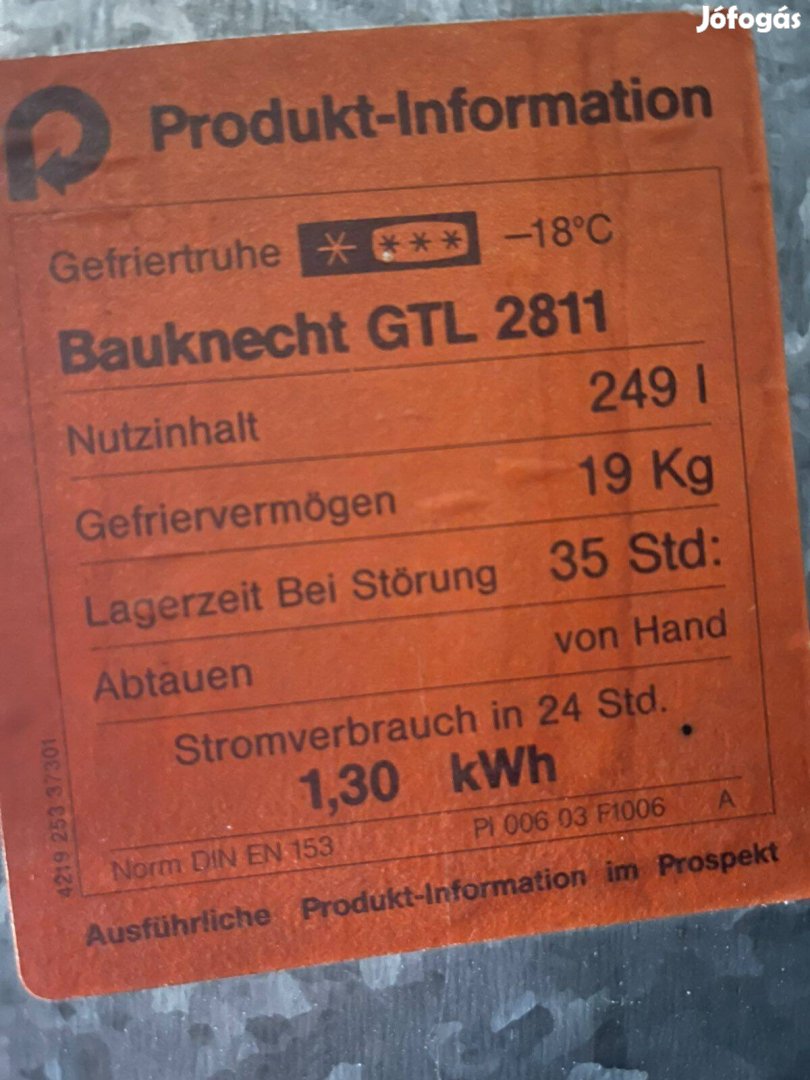 Jófogás
Produkt-Information
Gefriertruhe * *** –18°C
Bauknecht GTL 2811
Nutzinhalt 249 l
Gefriervermögen 19 Kg
Lagerzeit Bei Störung 35 Std:
Abtauen von Hand
Stromverbrauch in 24 Std.
1,30 kWh
Norm DIN EN 153 PI 006 03 F1006 A
4219 253 37301
Ausführliche Produkt-Information im Prospekt